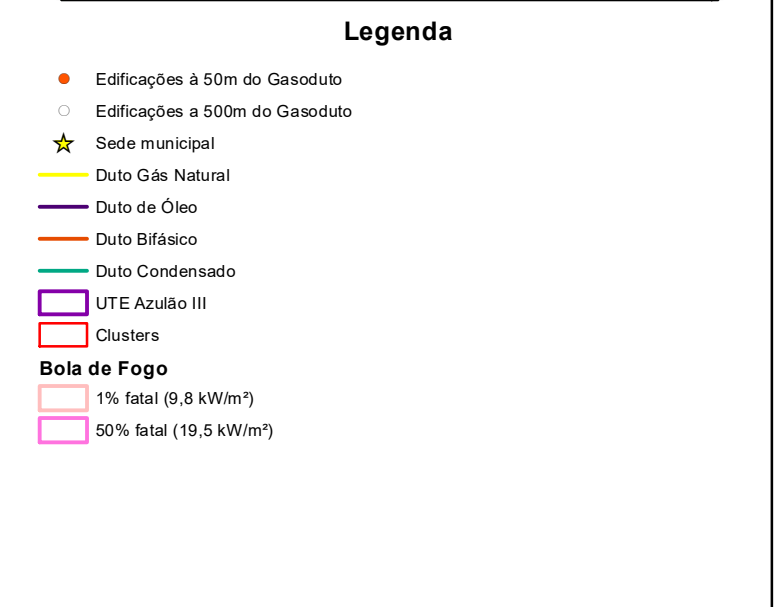 Legenda
Edificações à 50m do Gasoduto
Edificações a 500m do Gasoduto
Sede municipal
Duto Gás Natural
Duto de Óleo
Duto Bifásico
Duto Condensado
UTE Azulão III
Clusters
Bola de Fogo
1% fatal (9,8 kW/m²)
50% fatal (19,5 kW/m²)